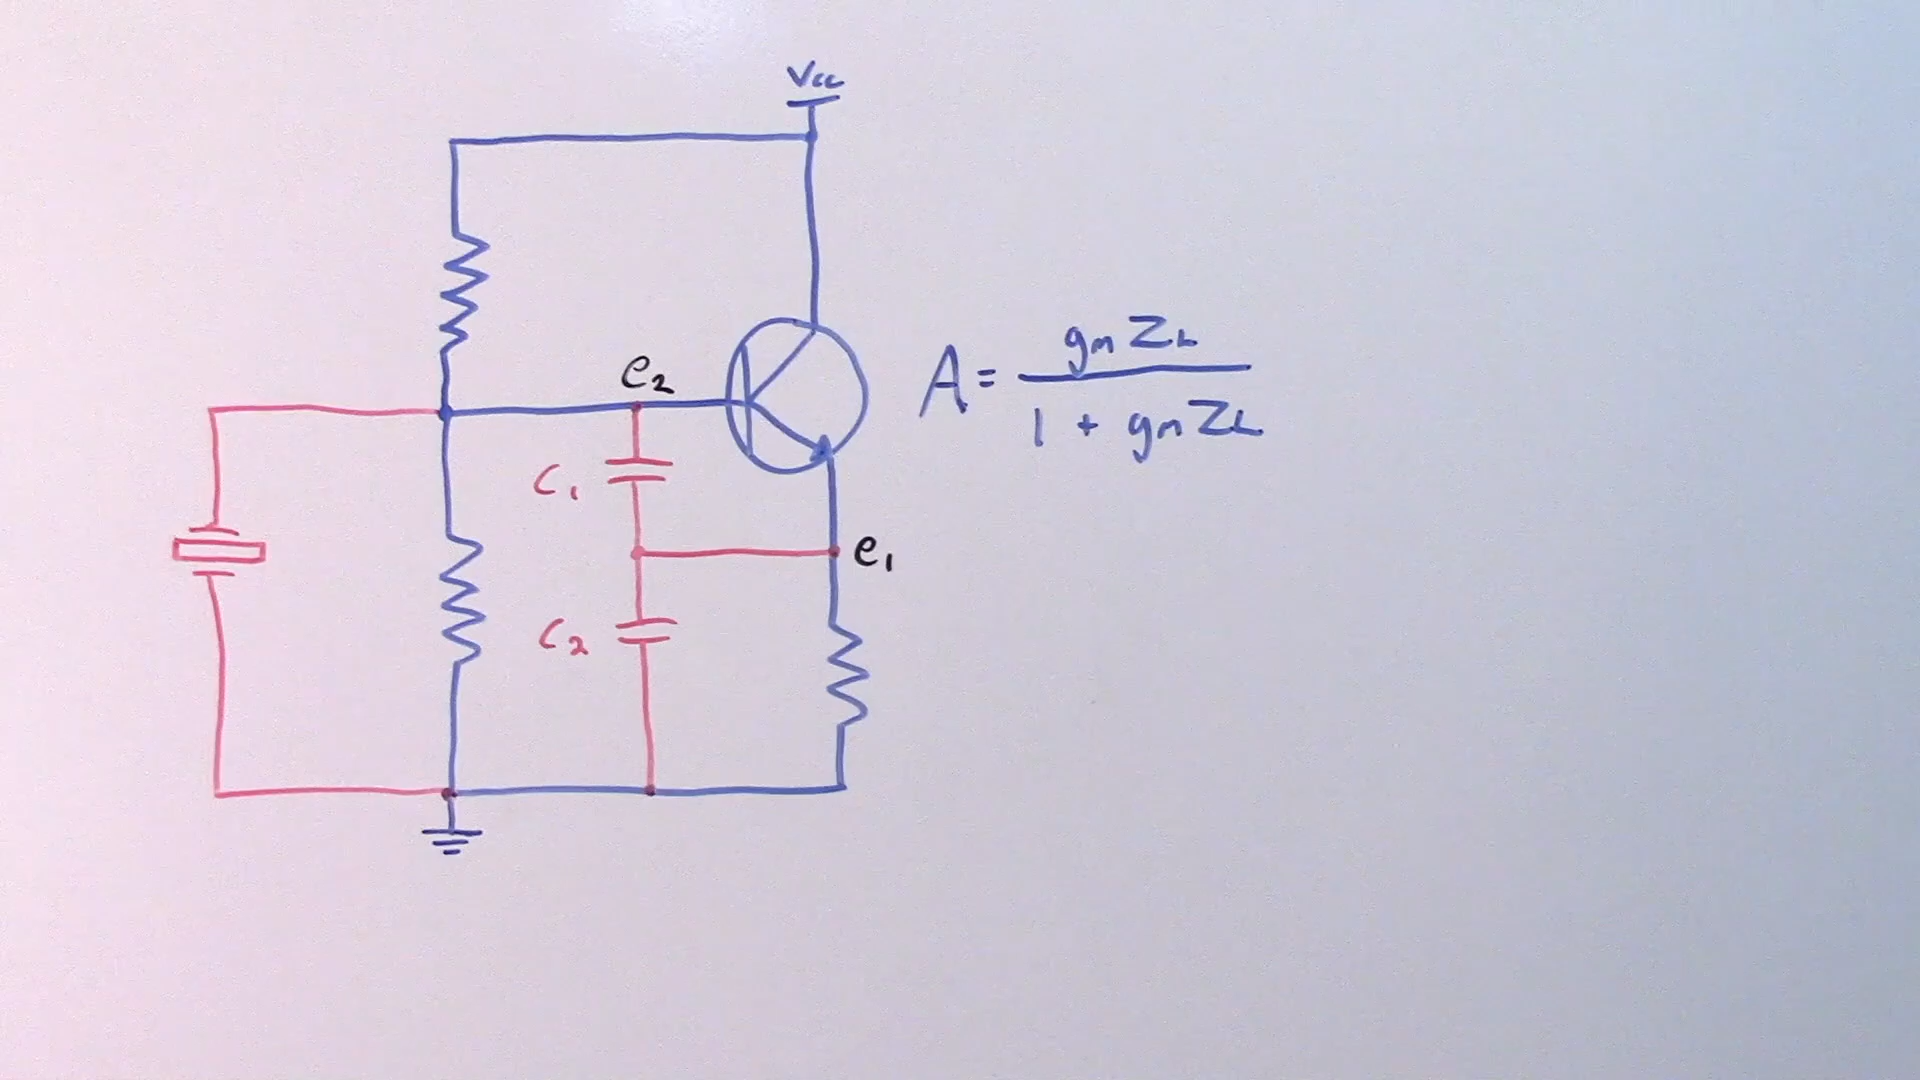 Vcc
e₂
A = gm ZL
1 + gm ZL
C₁
e₁
C₂